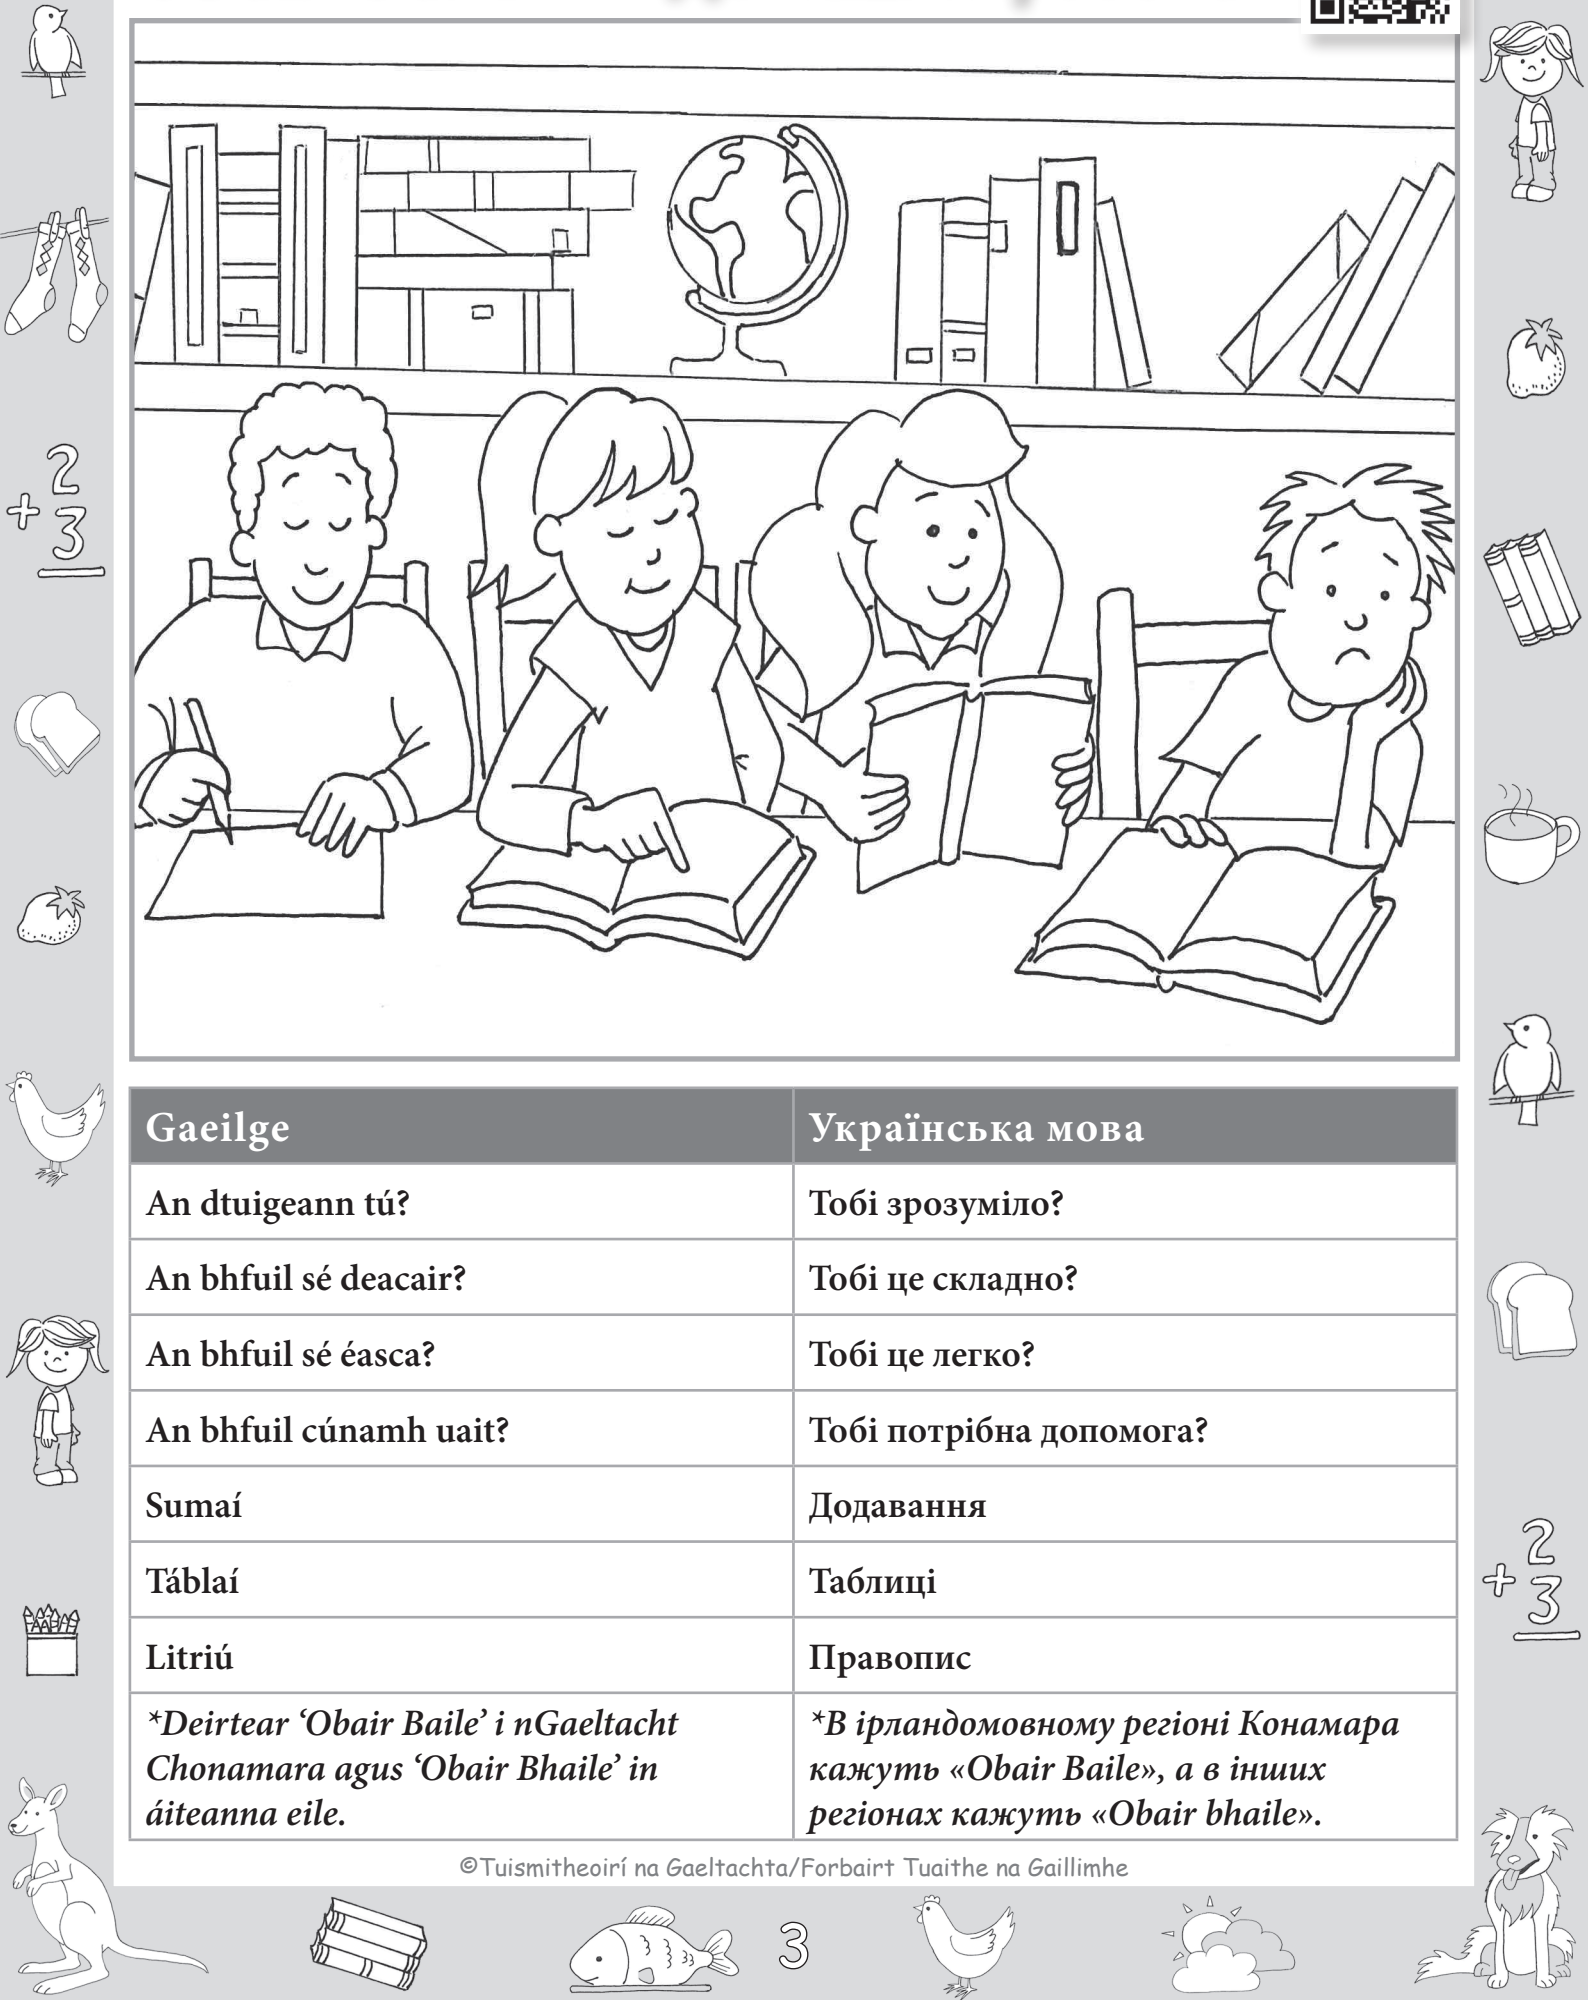 2
+ 3
2
+ 3
Gaeilge
Українська мова
An dtuigeann tú?
Тобі зрозуміло?
An bhfuil sé deacair?
Тобі це складно?
An bhfuil sé éasca?
Тобі це легко?
An bhfuil cúnamh uait?
Тобі потрібна допомога?
Sumaí
Додавання
Táblaí
Таблиці
Litriú
Правопис
*Deirtear ‘Obair Baile’ i nGaeltacht
Chonamara agus ‘Obair Bhaile’ in
áiteanna eile.
*В ірландомовному регіоні Конамара
кажуть «Obair Baile», а в інших
регіонах кажуть «Obair bhaile».
©Tuismitheoirí na Gaeltachta/Forbairt Tuaithe na Gaillimhe
3